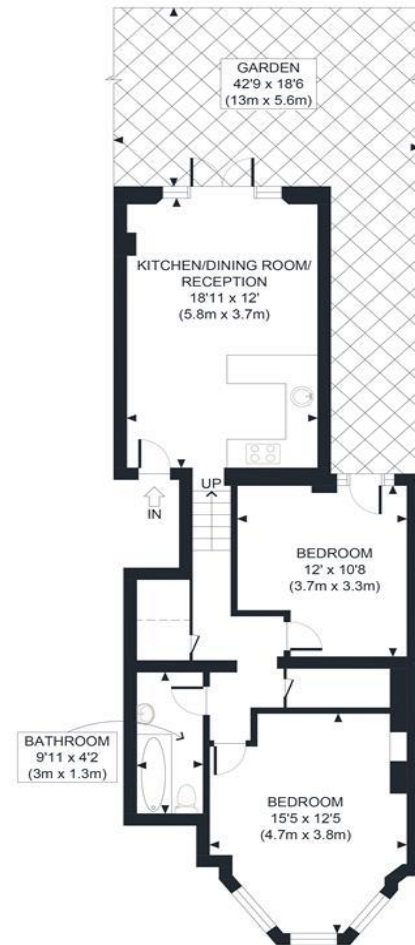 GARDEN
42'9 x 18'6
(13m x 5.6m)
KITCHEN/DINING ROOM/
RECEPTION
18'11 x 12'
(5.8m x 3.7m)
UP
IN
BEDROOM
12' x 10'8
(3.7m x 3.3m)
BATHROOM
9'11 x 4'2
(3m x 1.3m)
BEDROOM
15'5 x 12'5
(4.7m x 3.8m)